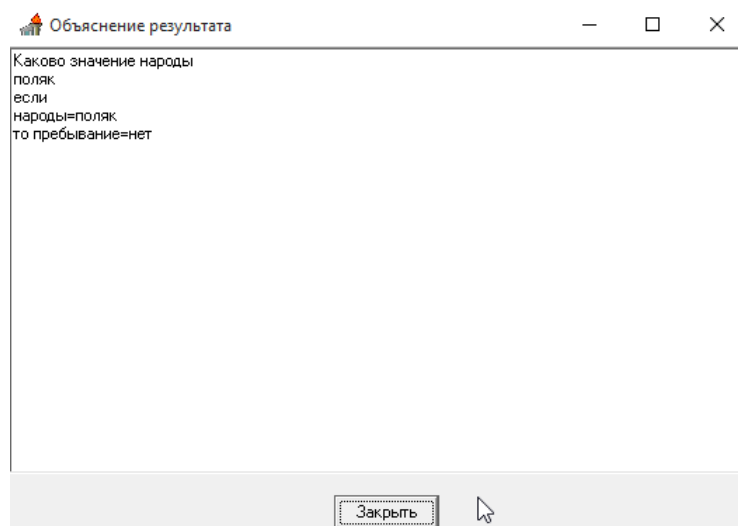 Объяснение результата
Каково значение народы
поляк
если
народы=поляк
то пребывание=нет
Закрыть